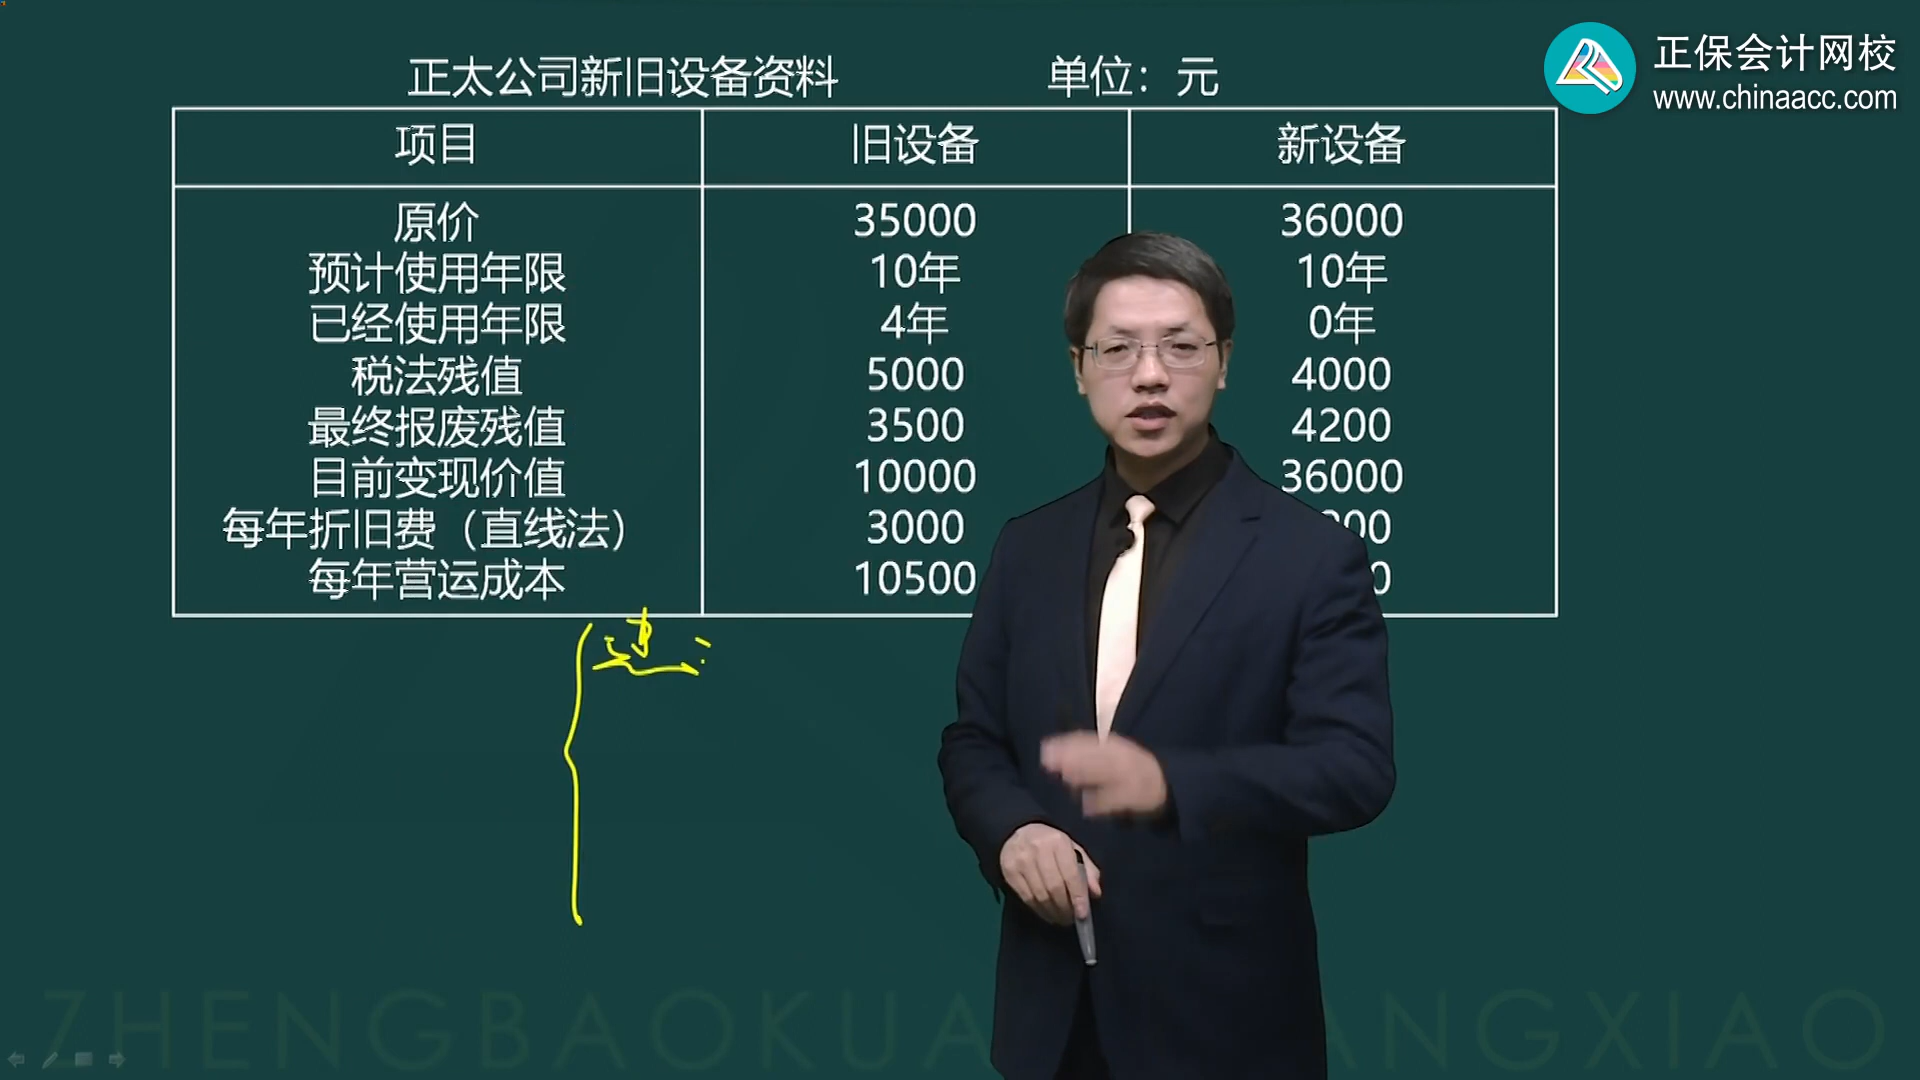 正保会计网校
www.chinaacc.com
正太公司新旧设备资料 单位：元
项目 旧设备 新设备
原价 35000 36000
预计使用年限 10年 10年
已经使用年限 4年 0年
税法残值 5000 4000
最终报废残值 3500 4200
目前变现价值 10000 36000
每年折旧费（直线法） 3000
每年营运成本 10500